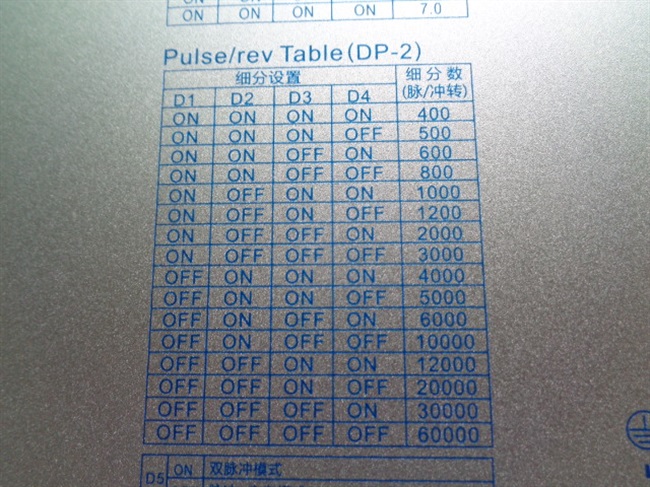 ON ON ON ON 7.0
Pulse/rev Table(DP-2)
细分设置 细分数
(脉/冲转)
D1 D2 D3 D4
ON ON ON ON 400
ON ON ON OFF 500
ON ON OFF ON 600
ON ON OFF OFF 800
ON OFF ON ON 1000
ON OFF ON OFF 1200
ON OFF OFF ON 2000
ON OFF OFF OFF 3000
OFF ON ON ON 4000
OFF ON ON OFF 5000
OFF ON OFF ON 6000
OFF ON OFF OFF 10000
OFF OFF ON ON 12000
OFF OFF ON OFF 20000
OFF OFF OFF ON 30000
OFF OFF OFF OFF 60000
D5 ON 双脉冲模式